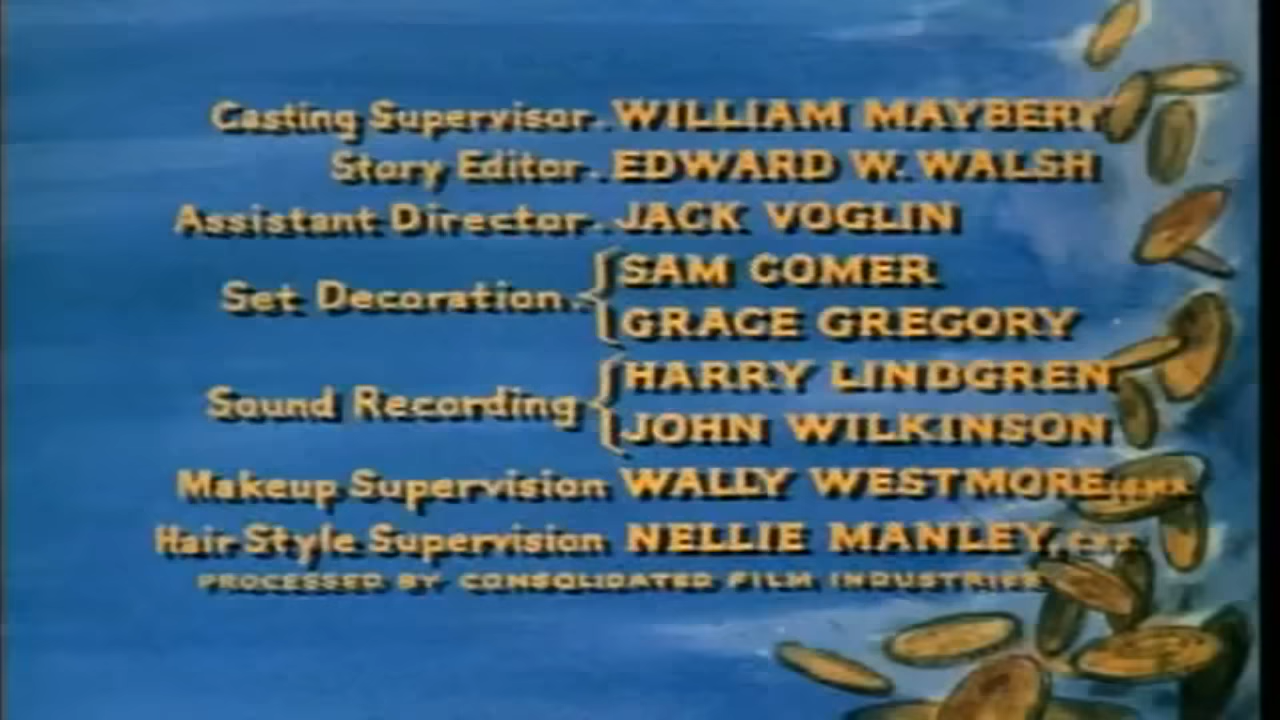 Casting Supervisor. WILLIAM MAYBERY
Story Editor. EDWARD W. WALSH
Assistant Director. JACK VOGLIN
Set Decoration. SAM COMER
GRACE GREGORY
Sound Recording HARRY LINDGREN
JOHN WILKINSON
Makeup Supervision WALLY WESTMORE,
Hair Style Supervision NELLIE MANLEY,
PROCESSED BY CONSOLIDATED FILM INDUSTRIES